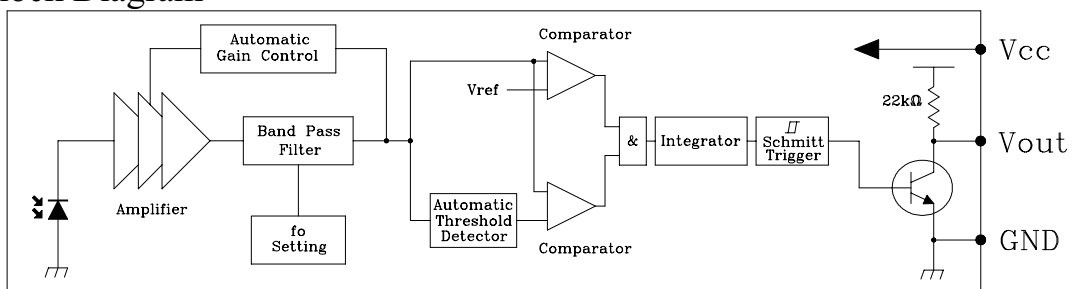 Diagram
Automatic
Gain Control
Comparator
Vcc
Vref
22kΩ
Band Pass
Filter
&
Integrator
Schmitt
Trigger
Vout
Amplifier
fo
Setting
Automatic
Threshold
Detector
Comparator
GND